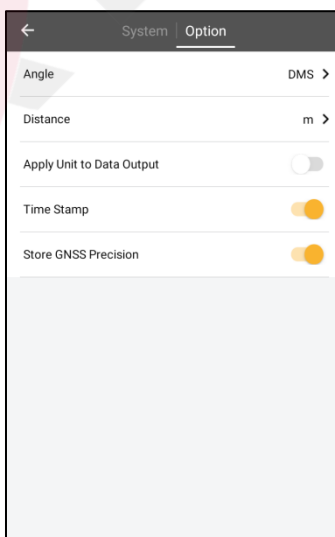 System | Option
Angle DMS
Distance m
Apply Unit to Data Output
Time Stamp
Store GNSS Precision